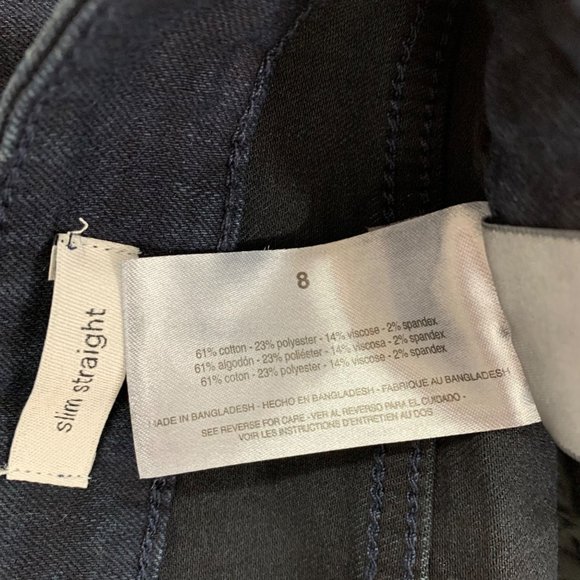 slim straight
8
61% cotton - 23% polyester - 14% viscose - 2% spandex
61% algodón - 23% poliéster - 14% viscosa - 2% spandex
61% coton - 23% polyester - 14% viscose - 2% spandex
MADE IN BANGLADESH - HECHO EN BANGLADESH - FABRIQUE AU BANGLADESH
SEE REVERSE FOR CARE - VER AL REVERSO PARA EL CUIDADO -
VOIR LES INSTRUCTIONS D'ENTRETIEN AU DOS